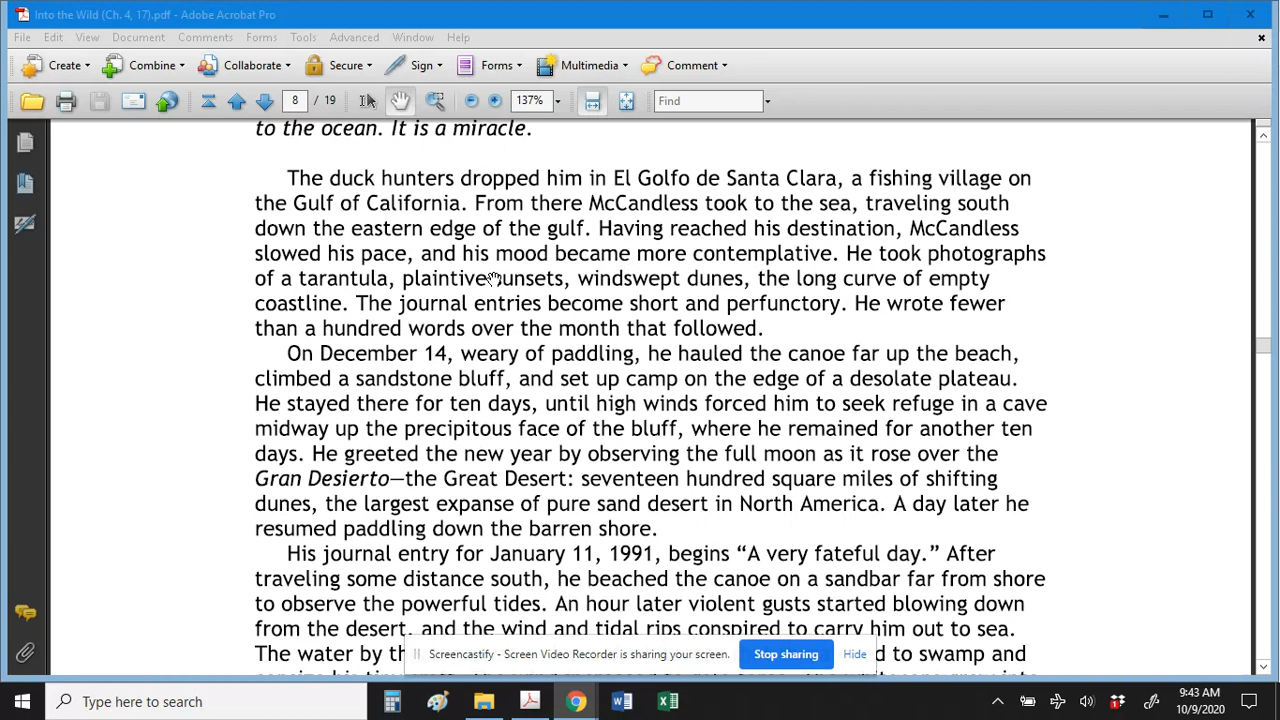 Into the Wild (Ch. 4, 17).pdf - Adobe Acrobat Pro
File Edit View Document Comments Forms Tools Advanced Window Help
Create Combine Collaborate Secure Sign Forms Multimedia Comment
8 / 19 137% Find
to the ocean. It is a miracle.
The duck hunters dropped him in El Golfo de Santa Clara, a fishing village on
the Gulf of California. From there McCandless took to the sea, traveling south
down the eastern edge of the gulf. Having reached his destination, McCandless
slowed his pace, and his mood became more contemplative. He took photographs
of a tarantula, plaintive sunsets, windswept dunes, the long curve of empty
coastline. The journal entries become short and perfunctory. He wrote fewer
than a hundred words over the month that followed.
On December 14, weary of paddling, he hauled the canoe far up the beach,
climbed a sandstone bluff, and set up camp on the edge of a desolate plateau.
He stayed there for ten days, until high winds forced him to seek refuge in a cave
midway up the precipitous face of the bluff, where he remained for another ten
days. He greeted the new year by observing the full moon as it rose over the
Gran Desierto—the Great Desert: seventeen hundred square miles of shifting
dunes, the largest expanse of pure sand desert in North America. A day later he
resumed paddling down the barren shore.
His journal entry for January 11, 1991, begins “A very fateful day.” After
traveling some distance south, he beached the canoe on a sandbar far from shore
to observe the powerful tides. An hour later violent gusts started blowing down
from the desert, and the wind and tidal rips conspired to carry him out to sea.
The water by to swamp and
Screencastify - Screen Video Recorder is sharing your screen. Stop sharing Hide
Type here to search
9:43 AM
10/9/2020